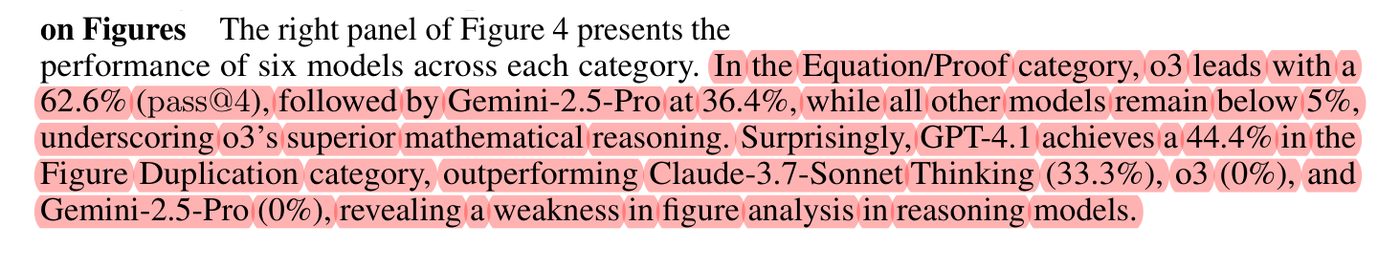 on Figures The right panel of Figure 4 presents the
performance of six models across each category. In the Equation/Proof category, o3 leads with a
62.6% (pass@4), followed by Gemini-2.5-Pro at 36.4%, while all other models remain below 5%,
underscoring o3's superior mathematical reasoning. Surprisingly, GPT-4.1 achieves a 44.4% in the
Figure Duplication category, outperforming Claude-3.7-Sonnet Thinking (33.3%), o3 (0%), and
Gemini-2.5-Pro (0%), revealing a weakness in figure analysis in reasoning models.